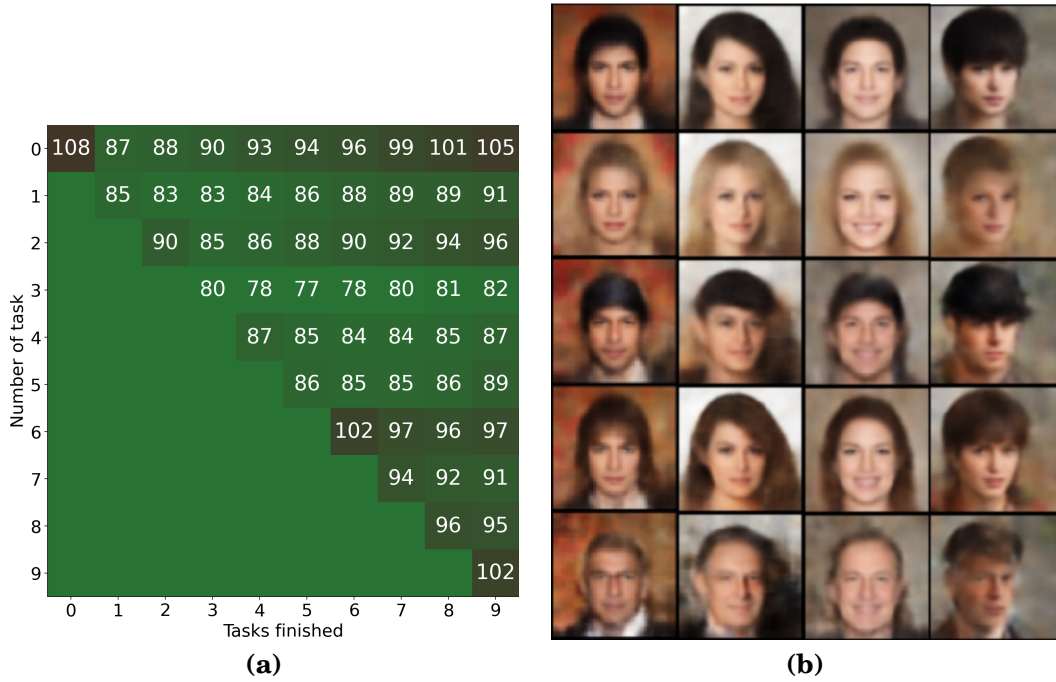 0 108 87 88 90 93 94 96 99 101 105
1 85 83 83 84 86 88 89 89 91
2 90 85 86 88 90 92 94 96
3 80 78 77 78 80 81 82
4 87 85 84 84 85 87
5 86 85 85 86 89
6 102 97 96 97
7 94 92 91
8 96 95
9 102
0 1 2 3 4 5 6 7 8 9
Number of task
Tasks finished
(a)
(b)